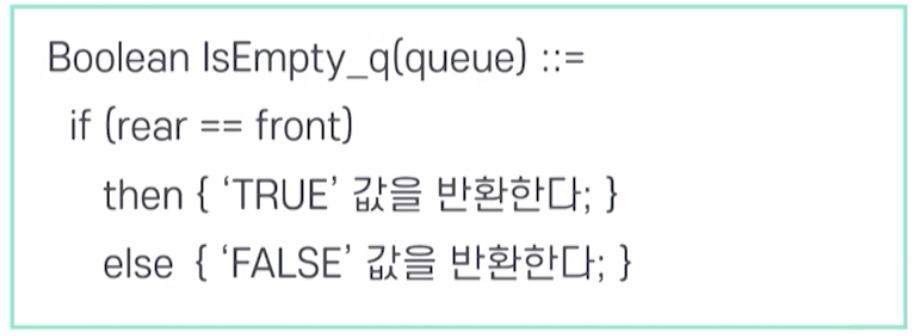 Boolean IsEmpty_q(queue) ::=
if (rear == front)
then { ‘TRUE’ 값을 반환한다; }
else { ‘FALSE’ 값을 반환한다; }